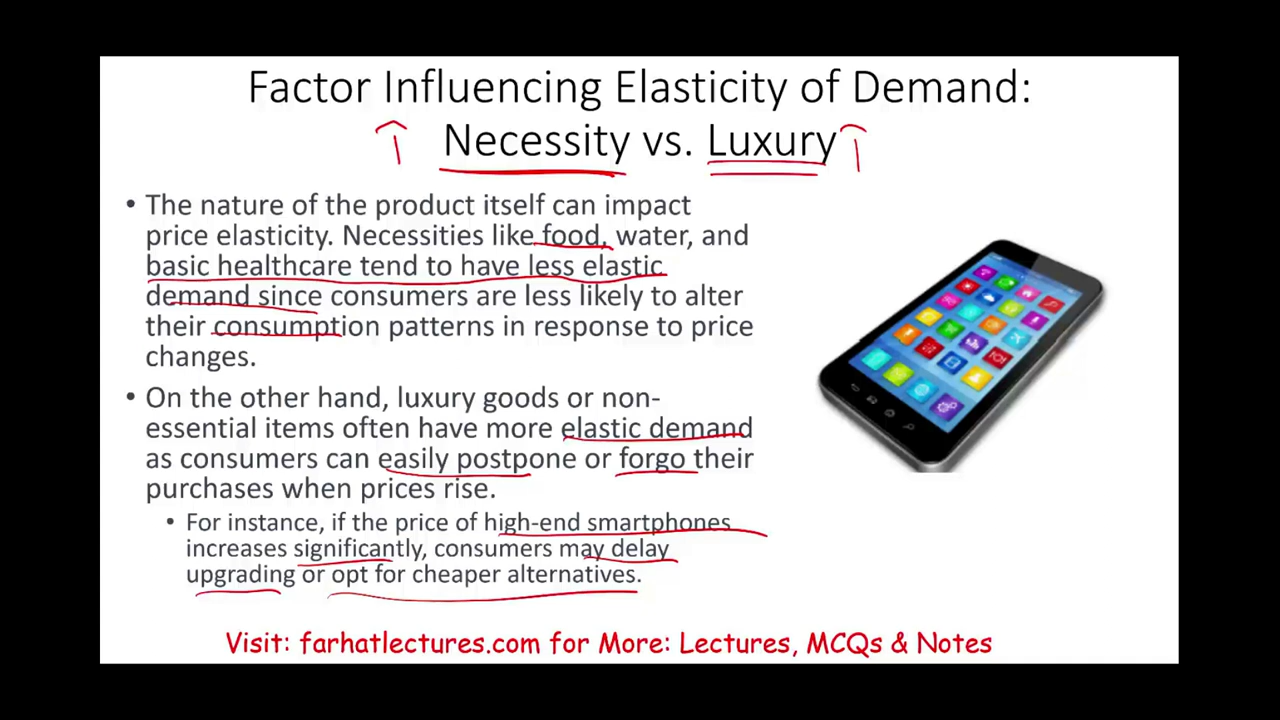 Factor Influencing Elasticity of Demand:
Necessity vs. Luxury
• The nature of the product itself can impact
price elasticity. Necessities like food, water, and
basic healthcare tend to have less elastic
demand since consumers are less likely to alter
their consumption patterns in response to price
changes.
• On the other hand, luxury goods or non-
essential items often have more elastic demand
as consumers can easily postpone or forgo their
purchases when prices rise.
• For instance, if the price of high-end smartphones
increases significantly, consumers may delay
upgrading or opt for cheaper alternatives.
Visit: farhatlectures.com for More: Lectures, MCQs & Notes